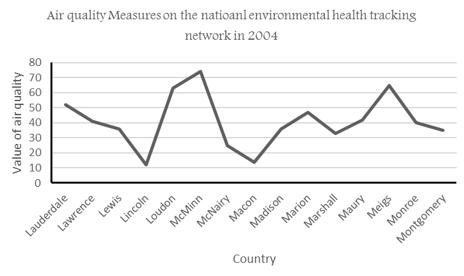 Air quality Measures on the natioanl environmental health tracking
network in 2004
Value of air quality
80
70
60
50
40
30
20
10
0
Lauderdale
Lawrence
Lewis
Lincoln
Loudon
McMinn
McNairy
Macon
Madison
Marion
Marshall
Maury
Meigs
Monroe
Montgomery
Country